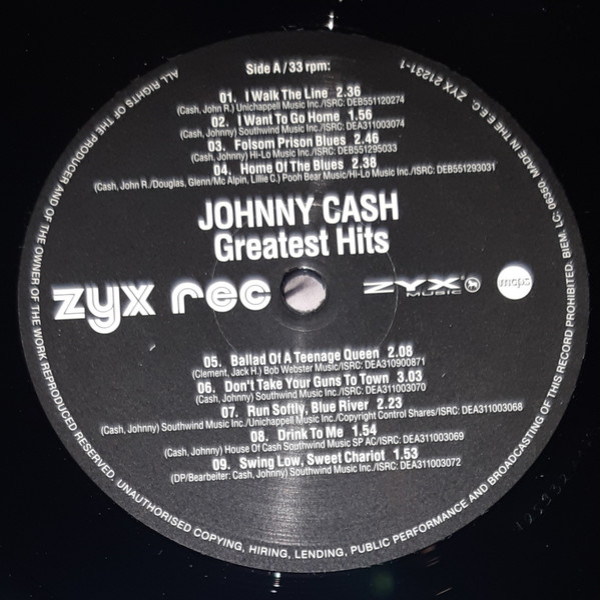 Side A / 33 rpm:
01. I Walk The Line 2.36
(Cash, John R.) Unichappell Music Inc./ISRC: DEB551120274
02. I Want To Go Home 1.56
(Cash, Johnny) Southwind Music Inc./ISRC: DEA311003074
03. Folsom Prison Blues 2.46
(Cash, Johnny) Hi-Lo Music Inc./ISRC: DEB551295033
04. Home Of The Blues 2.38
(Cash, John R./Douglas, Glenn/Mc Alpin, Lillie C.) Pooh Bear Music/Hi-Lo Music Inc./ISRC: DEB551293031
JOHNNY CASH
Greatest Hits
zyx rec
ZYX
MUSIC
mcps
05. Ballad Of A Teenage Queen 2.08
(Clement, Jack H.) Bob Webster Music/ISRC: DEA310900871
06. Don't Take Your Guns To Town 3.03
(Cash, Johnny) Southwind Music Inc./ISRC: DEA311003070
07. Run Softly, Blue River 2.23
(Cash, Johnny) Southwind Music Inc./Unichappell Music Inc./Copyright Control Shares/ISRC: DEA311003068
08. Drink To Me 1.54
(Cash, Johnny) House Of Cash Southwind Music SP AC/ISRC: DEA311003069
09. Swing Low, Sweet Chariot 1.53
(DP/Bearbeiter: Cash, Johnny) Southwind Music Inc./ISRC: DEA311003072
ALL RIGHTS OF THE PRODUCER AND OF THE OWNER OF THE WORK REPRODUCED RESERVED. UNAUTHORISED COPYING, HIRING, LENDING, PUBLIC PERFORMANCE AND BROADCASTING OF THIS RECORD PROHIBITED. BIEM. LC: 06350 MADE IN THE E.E.C. ZYX 21231-1